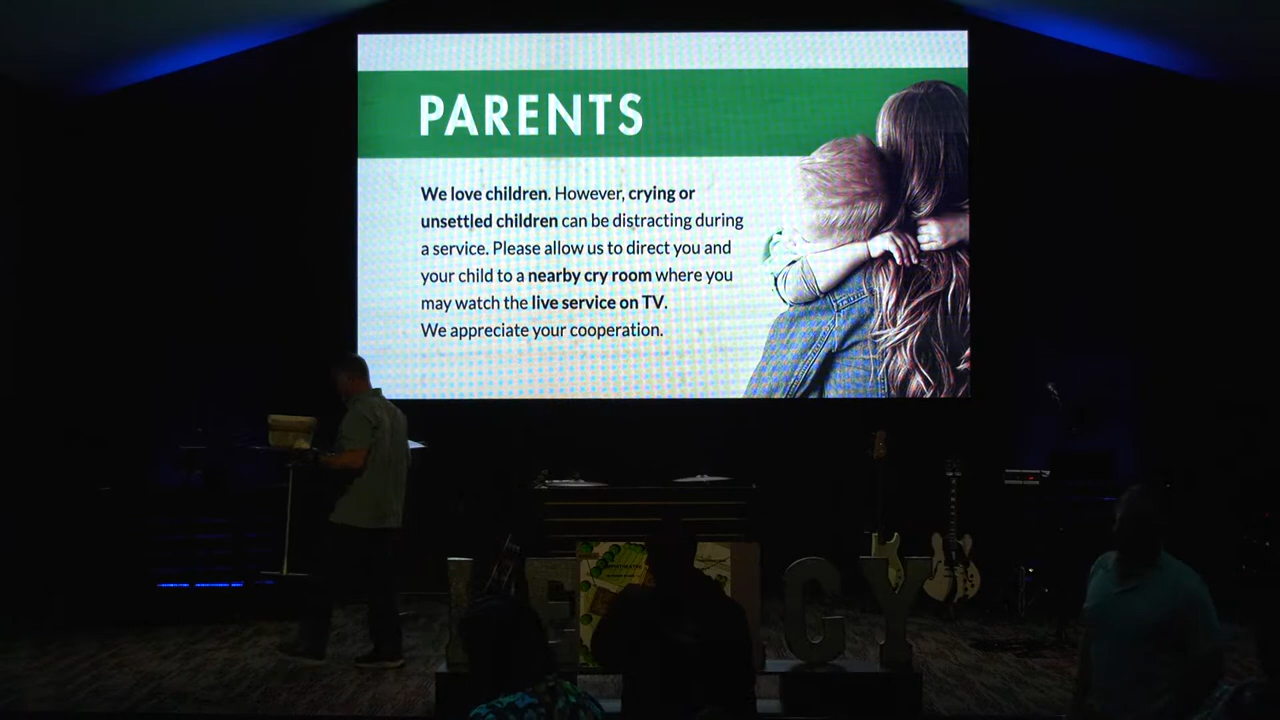 PARENTS
We love children. However, crying or
unsettled children can be distracting during
a service. Please allow us to direct you and
your child to a nearby cry room where you
may watch the live service on TV.
We appreciate your cooperation.
L E CY